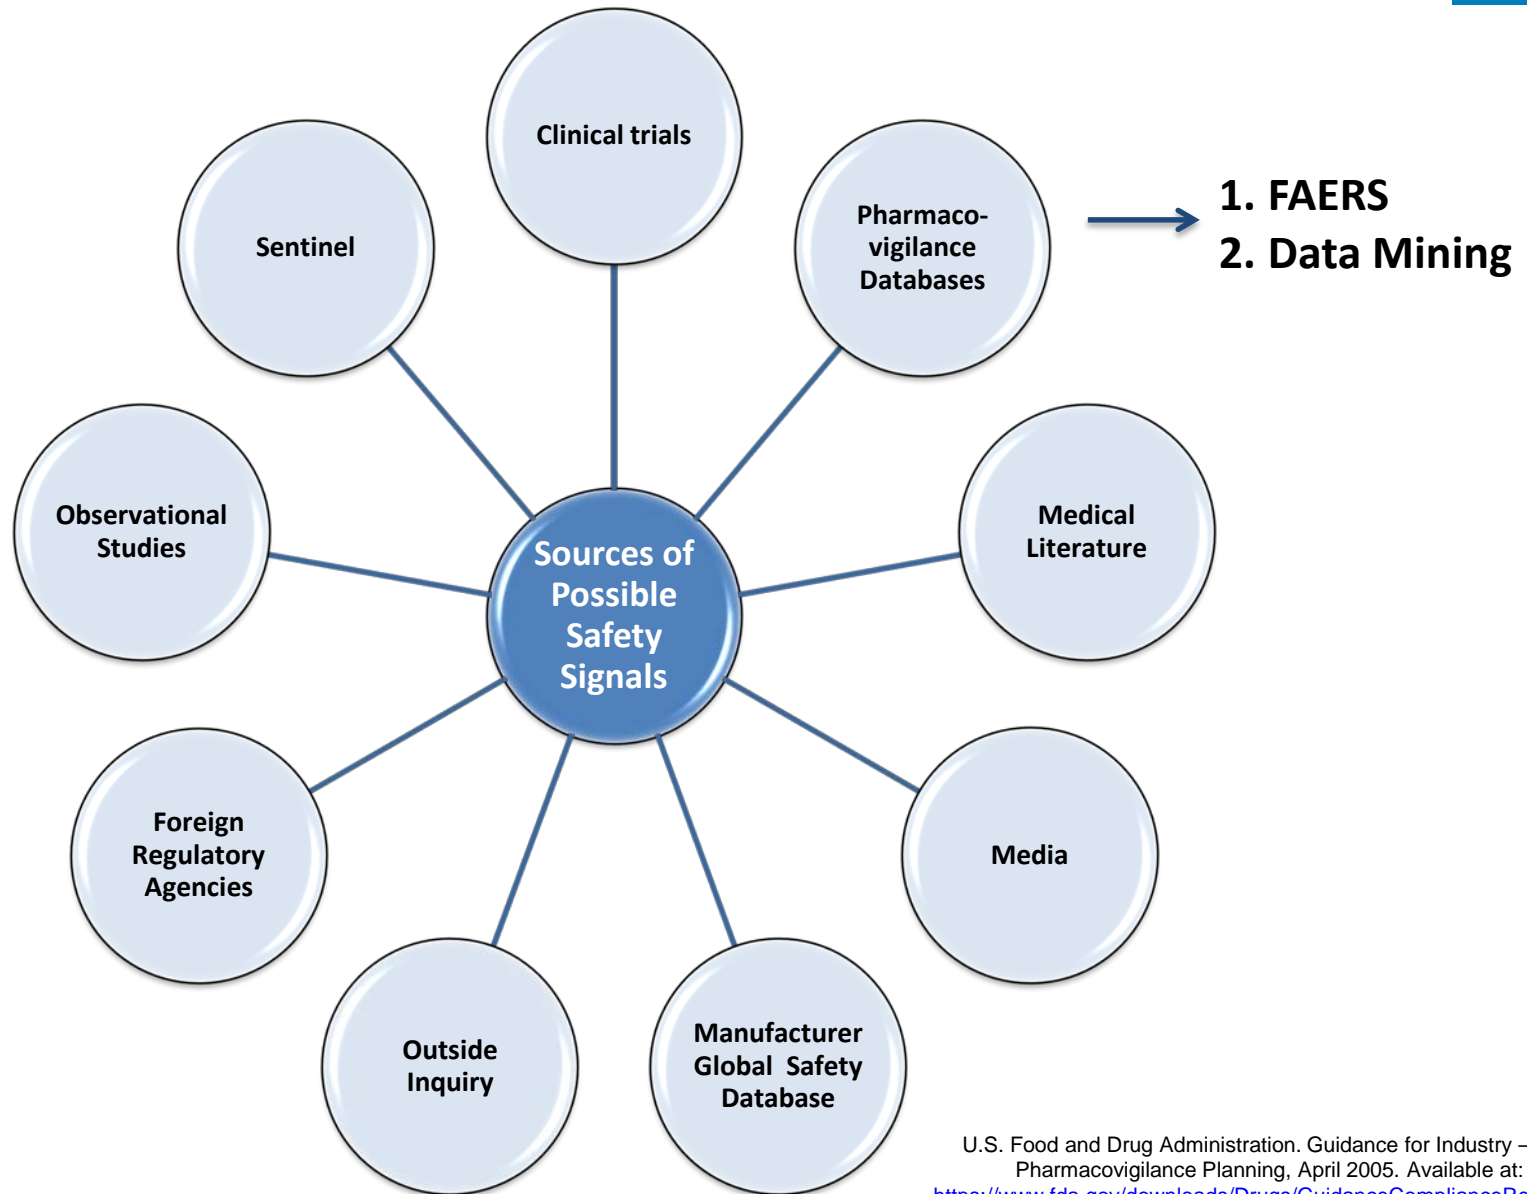 Clinical trials
Pharmaco-
vigilance
Databases
1. FAERS
2. Data Mining
Sentinel
Medical
Literature
Observational
Studies
Sources of
Possible
Safety
Signals
Media
Foreign
Regulatory
Agencies
Manufacturer
Global Safety
Database
Outside
Inquiry
U.S. Food and Drug Administration. Guidance for Industry –
Pharmacovigilance Planning, April 2005. Available at: